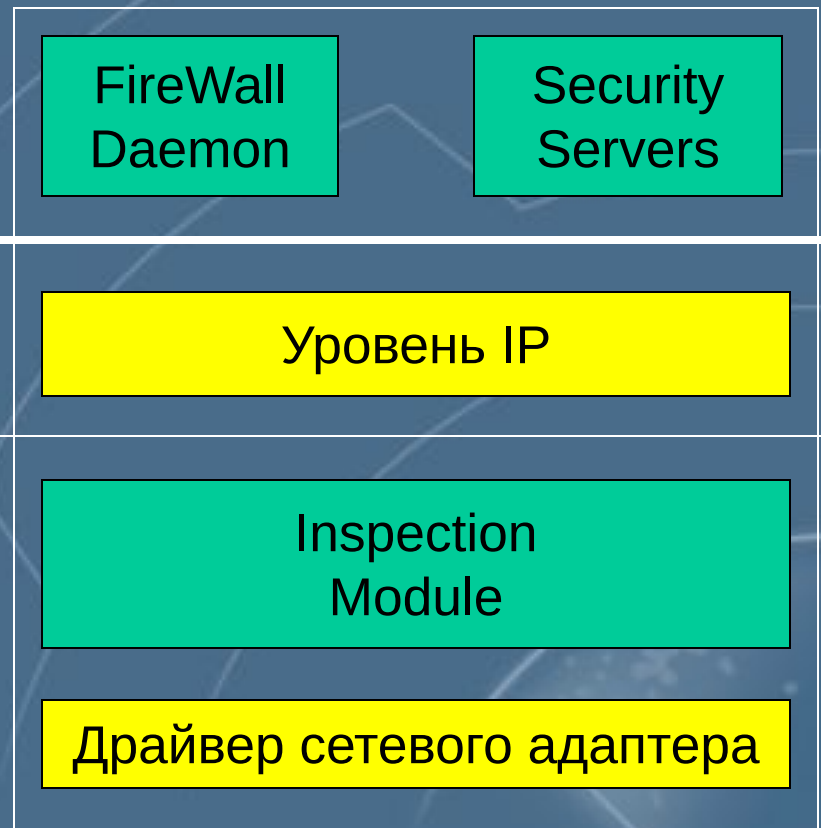 FireWall
Daemon
Security
Servers
Уровень IP
Inspection
Module
Драйвер сетевого адаптера